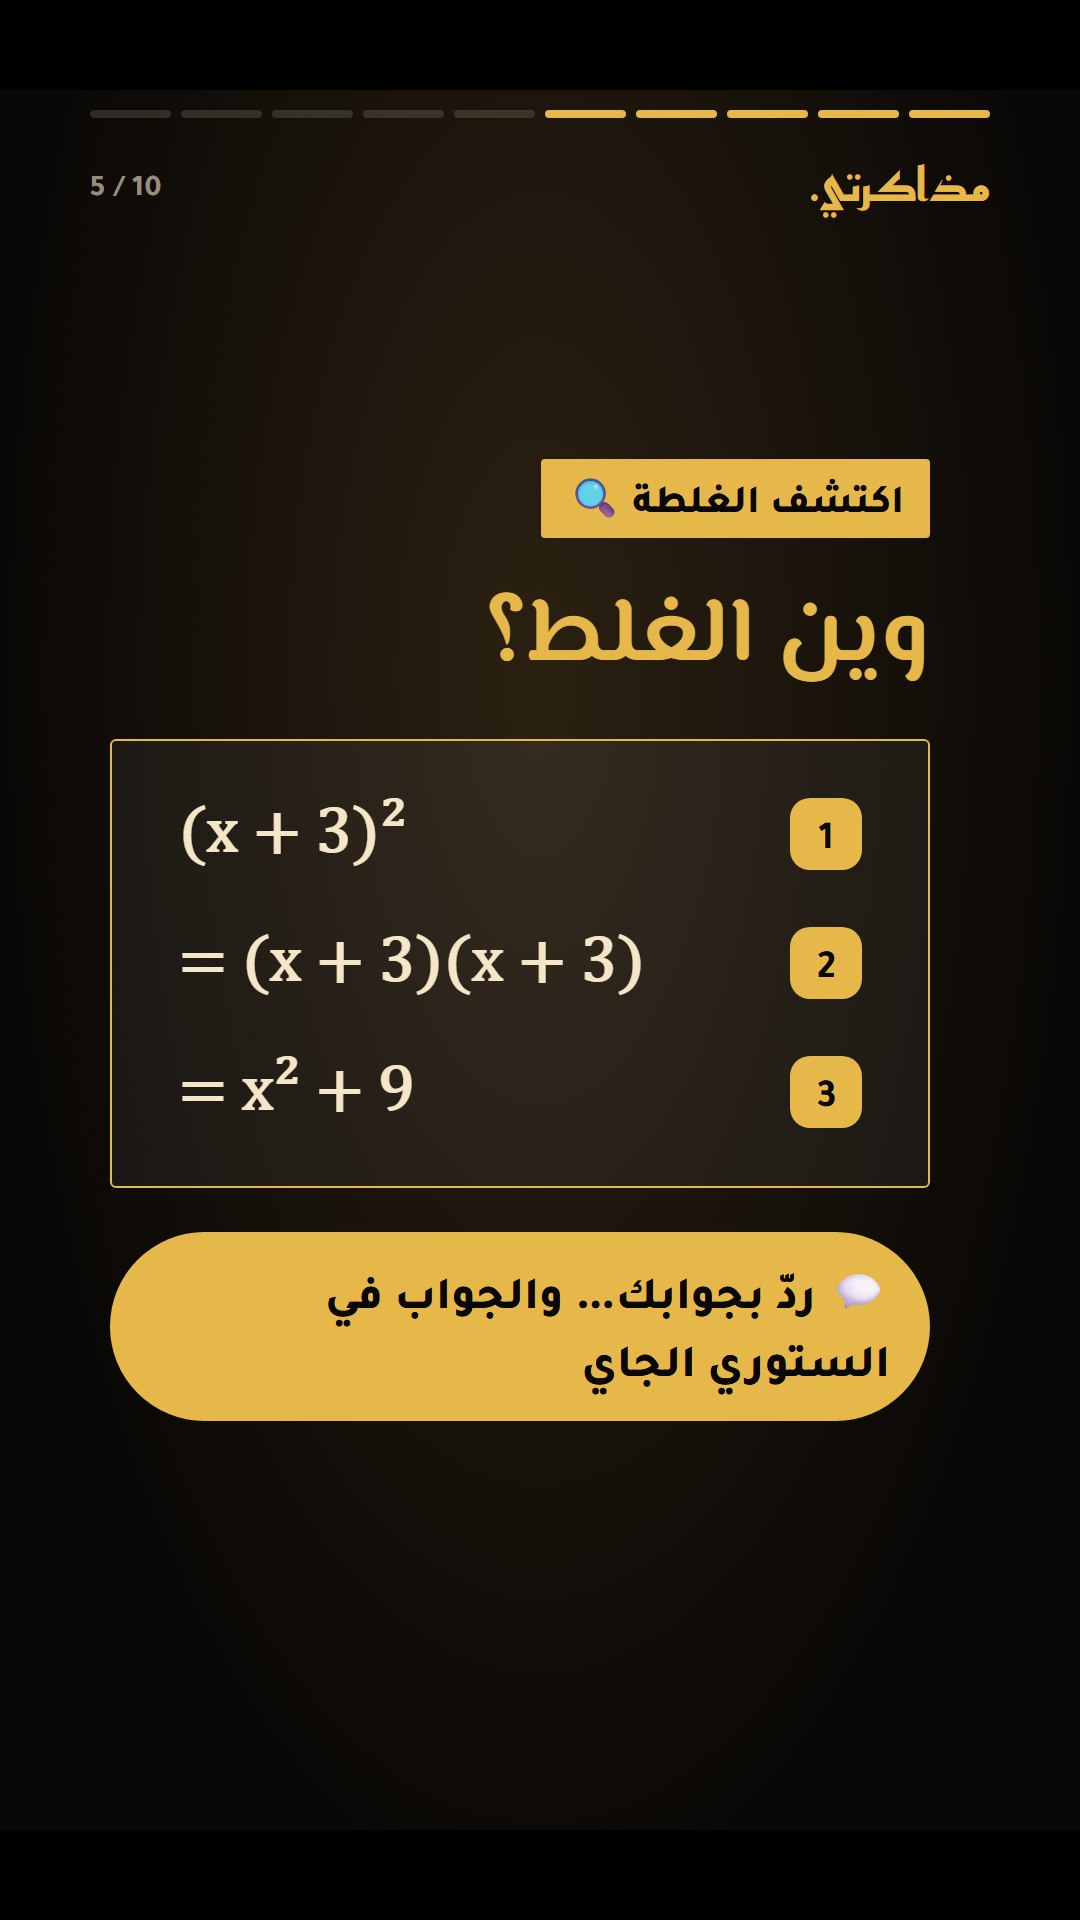 مذاكرتي.
5 / 10
اكتشف الغلطة 🔍
وين الغلط؟
1 (x + 3)²
2 = (x + 3)(x + 3)
3 = x² + 9
💬 ردّ بجوابك... والجواب في
الستوري الجاي